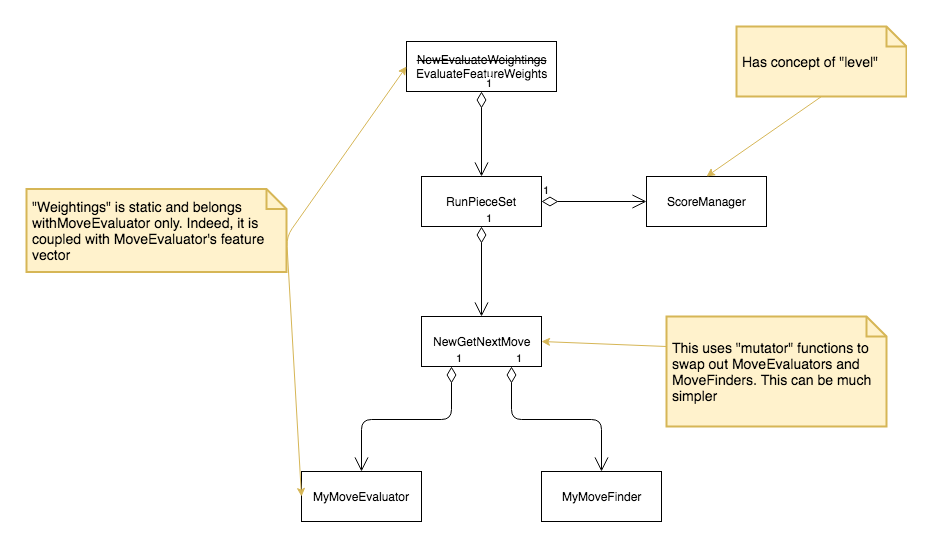 NewEvaluateWeightings
EvaluateFeatureWeights
1
Has concept of "level"
"Weightings" is static and belongs
withMoveEvaluator only. Indeed, it is
coupled with MoveEvaluator's feature
vector
RunPieceSet
1
1
ScoreManager
NewGetNextMove
1
1
This uses "mutator" functions to
swap out MoveEvaluators and
MoveFinders. This can be much
simpler
MyMoveEvaluator
MyMoveFinder